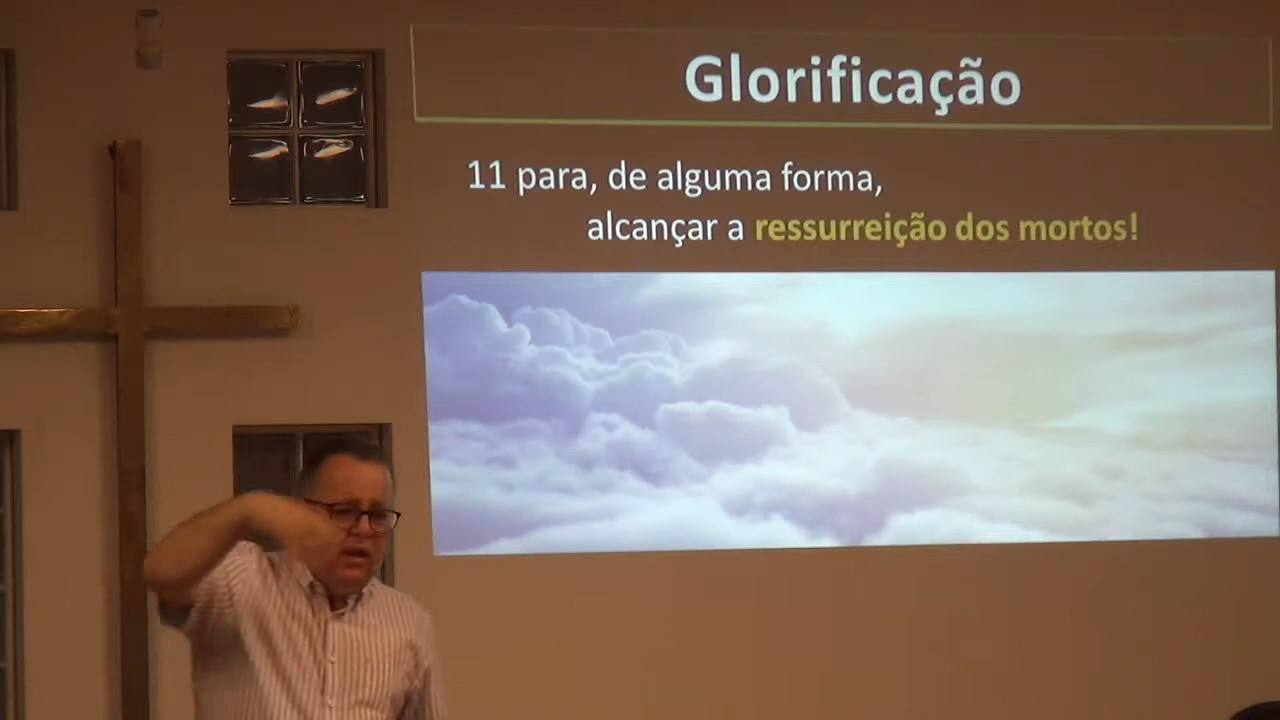 Glorificação
11 para, de alguma forma,
alcançar a ressurreição dos mortos!